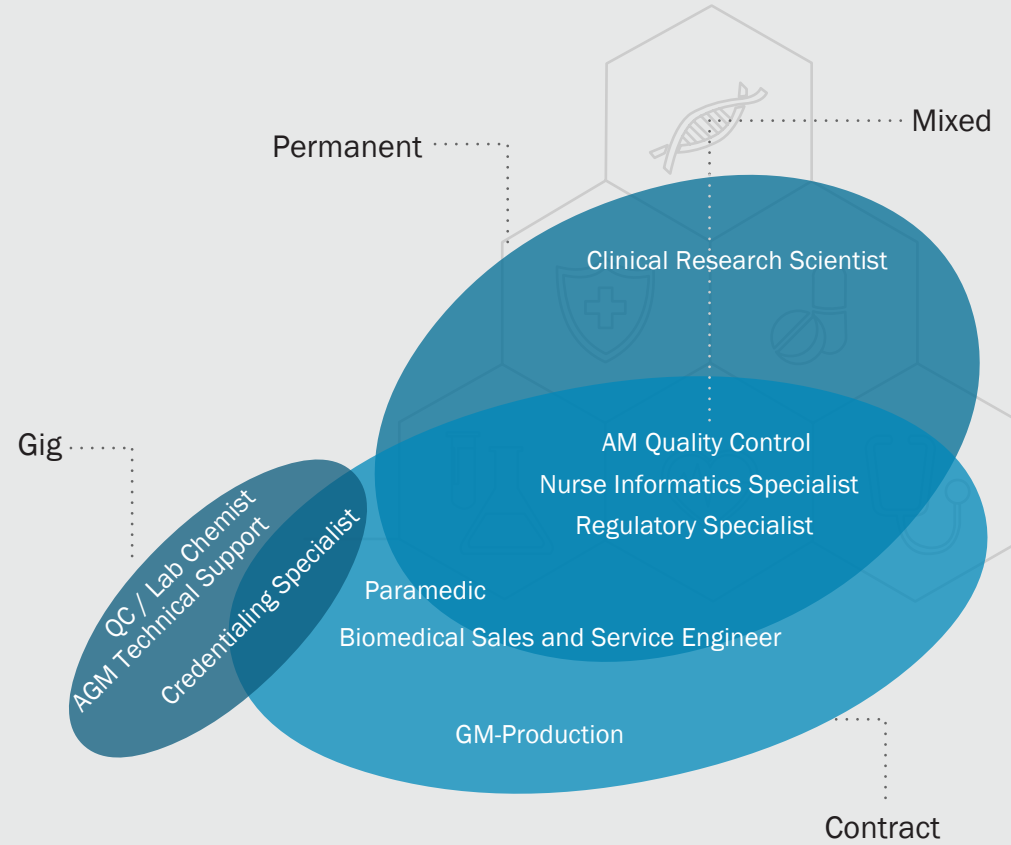 Mixed
Permanent
Clinical Research Scientist
Gig
AM Quality Control
Nurse Informatics Specialist
Regulatory Specialist
QC / Lab Chemist
AGM Technical Support
Credentialing Specialist
Paramedic
Biomedical Sales and Service Engineer
GM-Production
Contract